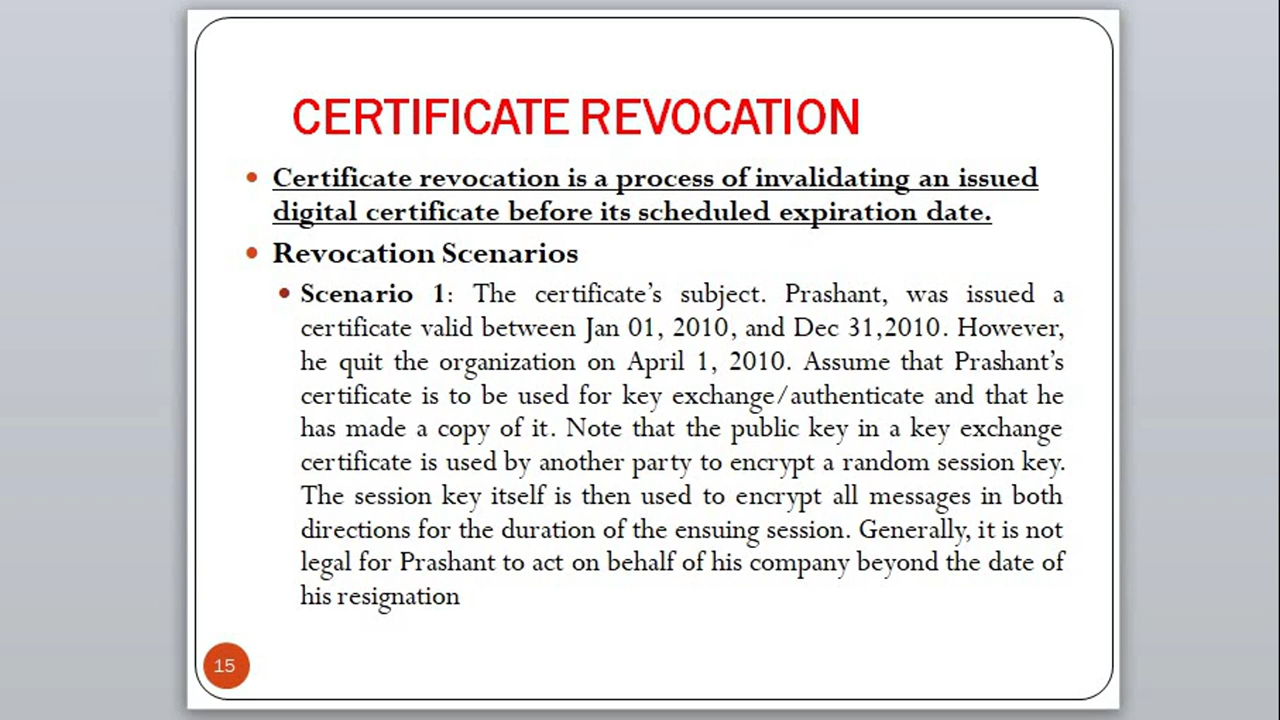 CERTIFICATE REVOCATION
• Certificate revocation is a process of invalidating an issued
digital certificate before its scheduled expiration date.
• Revocation Scenarios
• Scenario 1: The certificate's subject. Prashant, was issued a
certificate valid between Jan 01, 2010, and Dec 31,2010. However,
he quit the organization on April 1, 2010. Assume that Prashant's
certificate is to be used for key exchange/authenticate and that he
has made a copy of it. Note that the public key in a key exchange
certificate is used by another party to encrypt a random session key.
The session key itself is then used to encrypt all messages in both
directions for the duration of the ensuing session. Generally, it is not
legal for Prashant to act on behalf of his company beyond the date of
his resignation
15